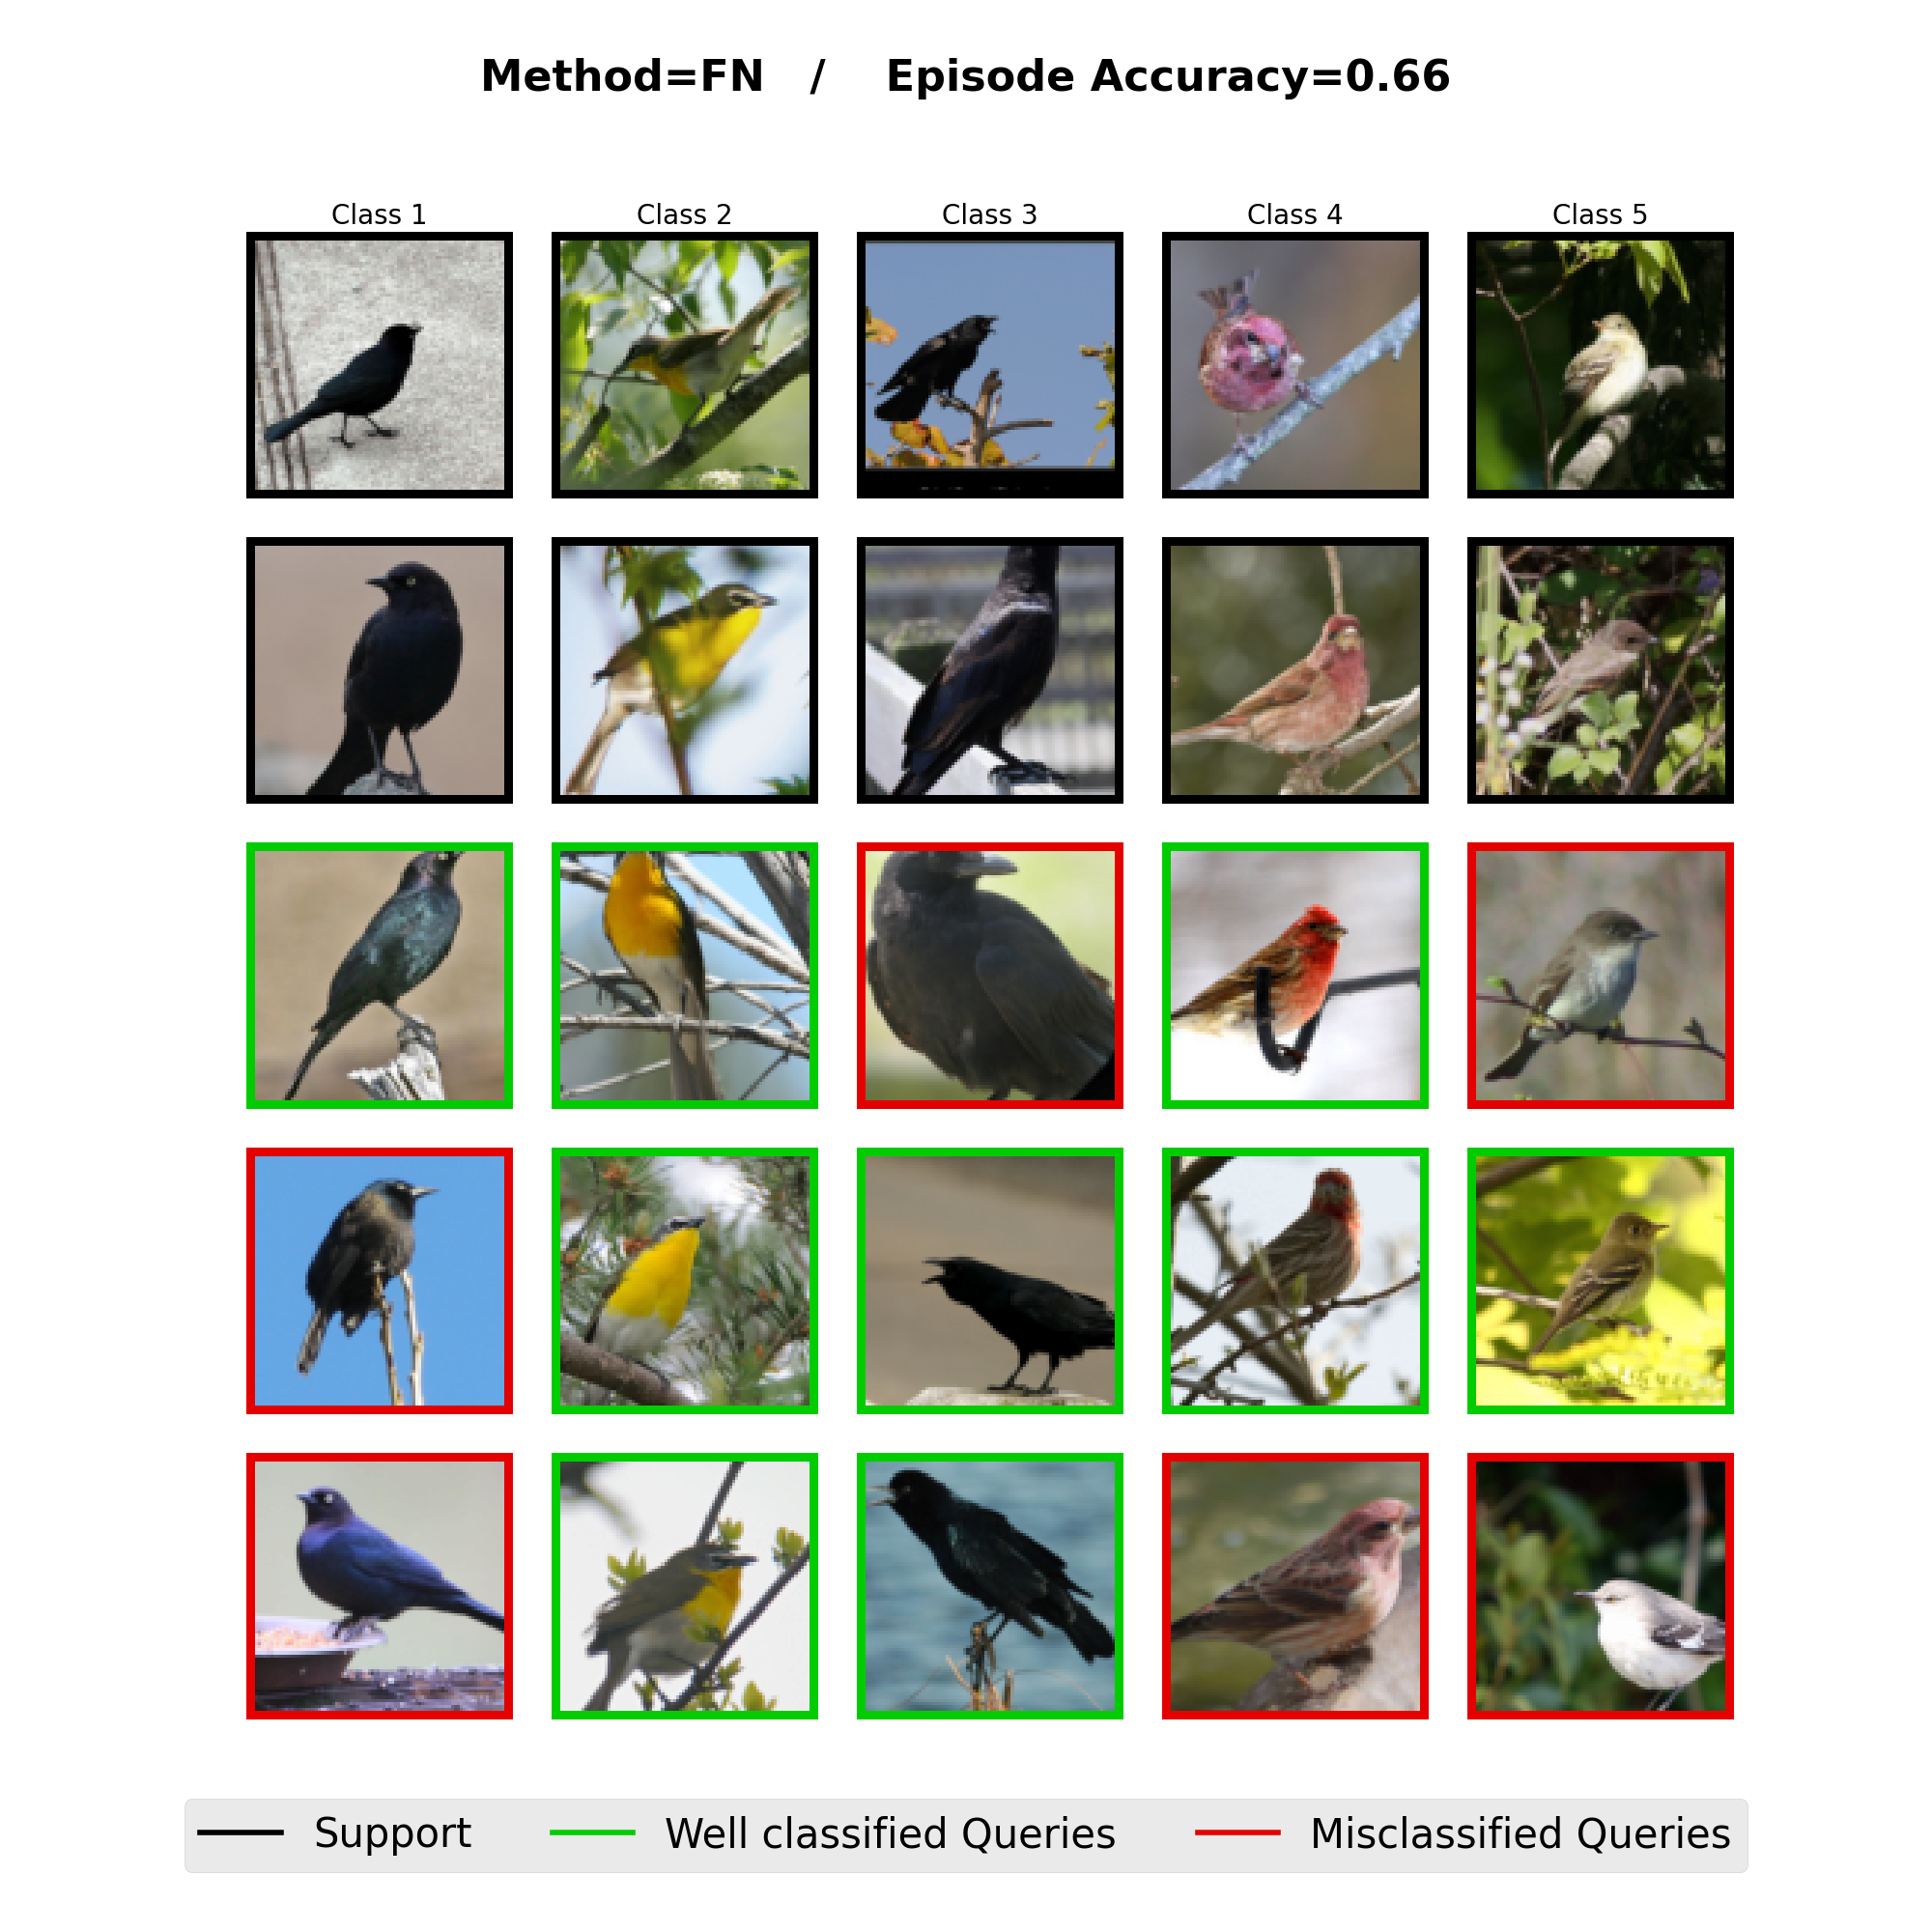 Method=FN / Episode Accuracy=0.66
Class 1 Class 2 Class 3 Class 4 Class 5
Support Well classified Queries Misclassified Queries